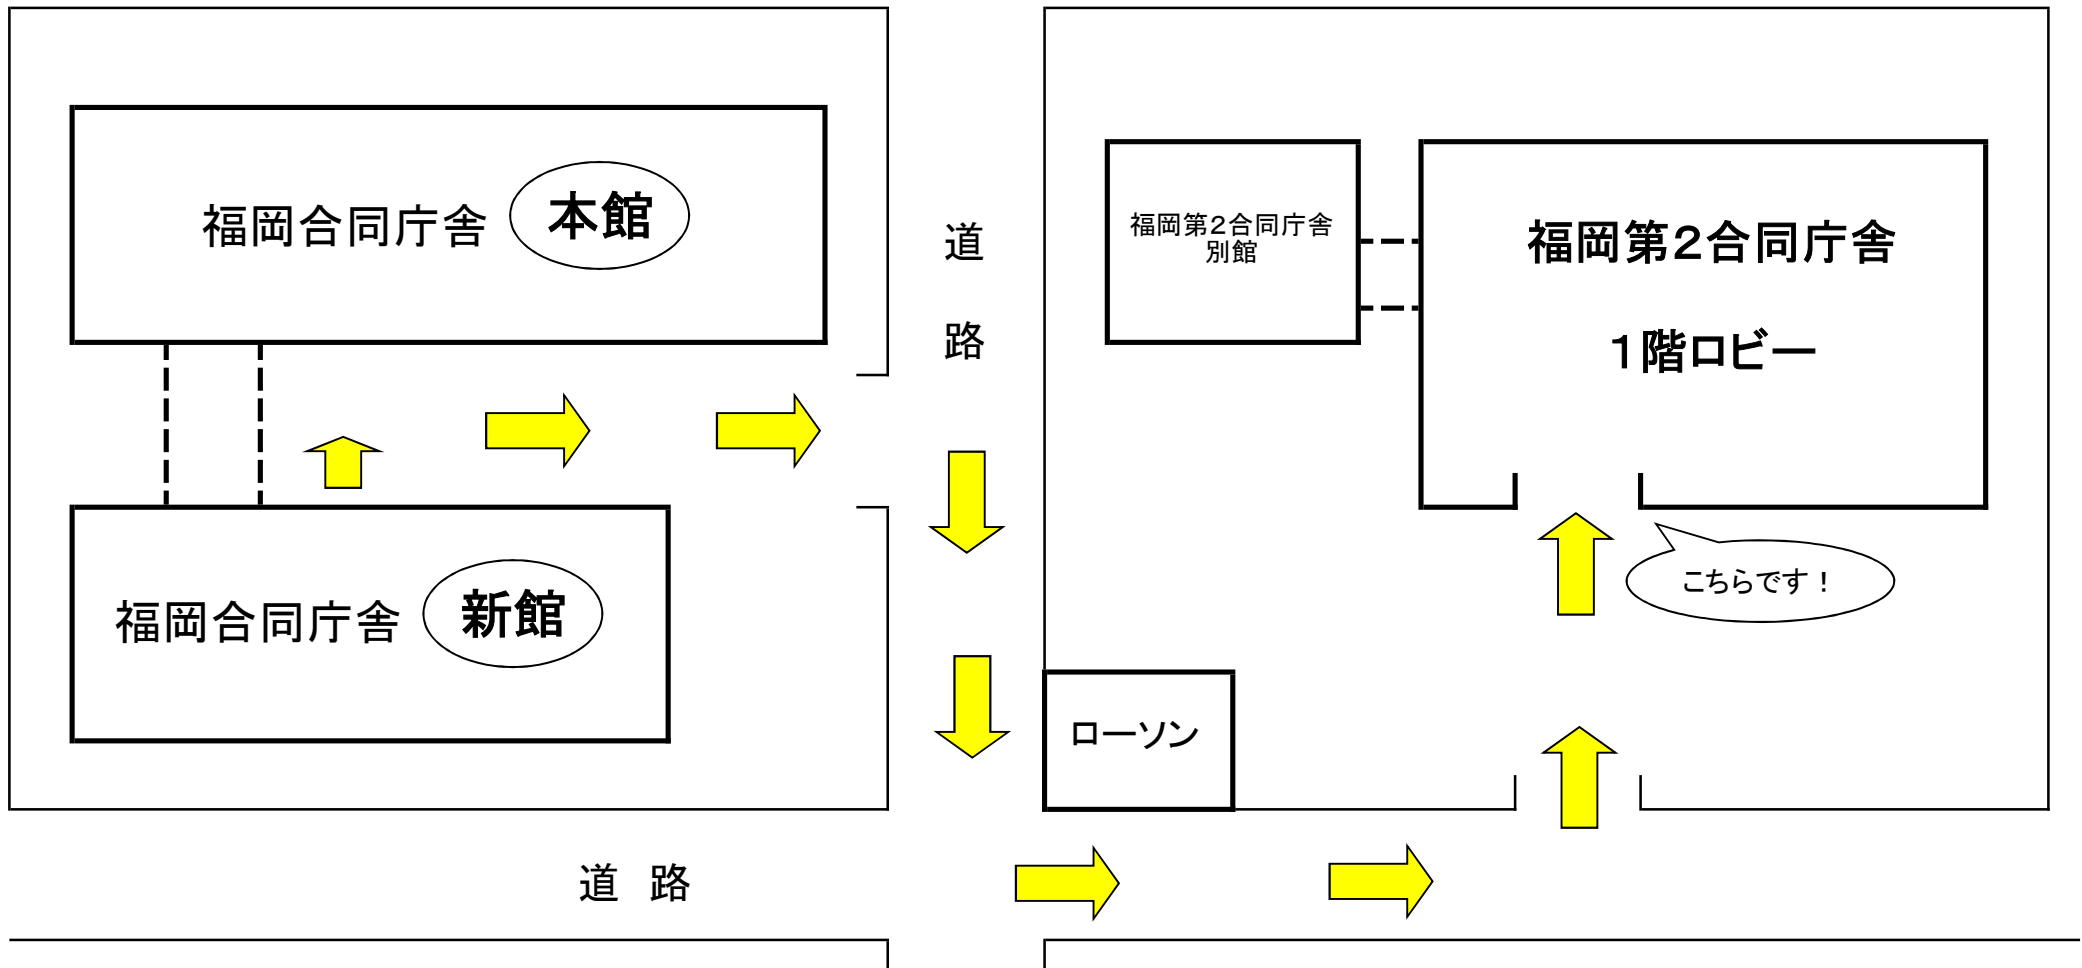 福岡合同庁舎 本館
福岡合同庁舎 新館
道
路
福岡第2合同庁舎
別館
福岡第2合同庁舎
1階ロビー
こちらです！
ローソン
道 路